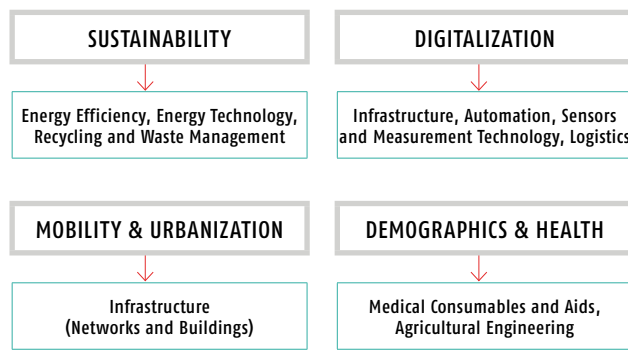 SUSTAINABILITY
Energy Efficiency, Energy Technology,
Recycling and Waste Management
DIGITALIZATION
Infrastructure, Automation, Sensors
and Measurement Technology, Logistics
MOBILITY & URBANIZATION
Infrastructure
(Networks and Buildings)
DEMOGRAPHICS & HEALTH
Medical Consumables and Aids,
Agricultural Engineering